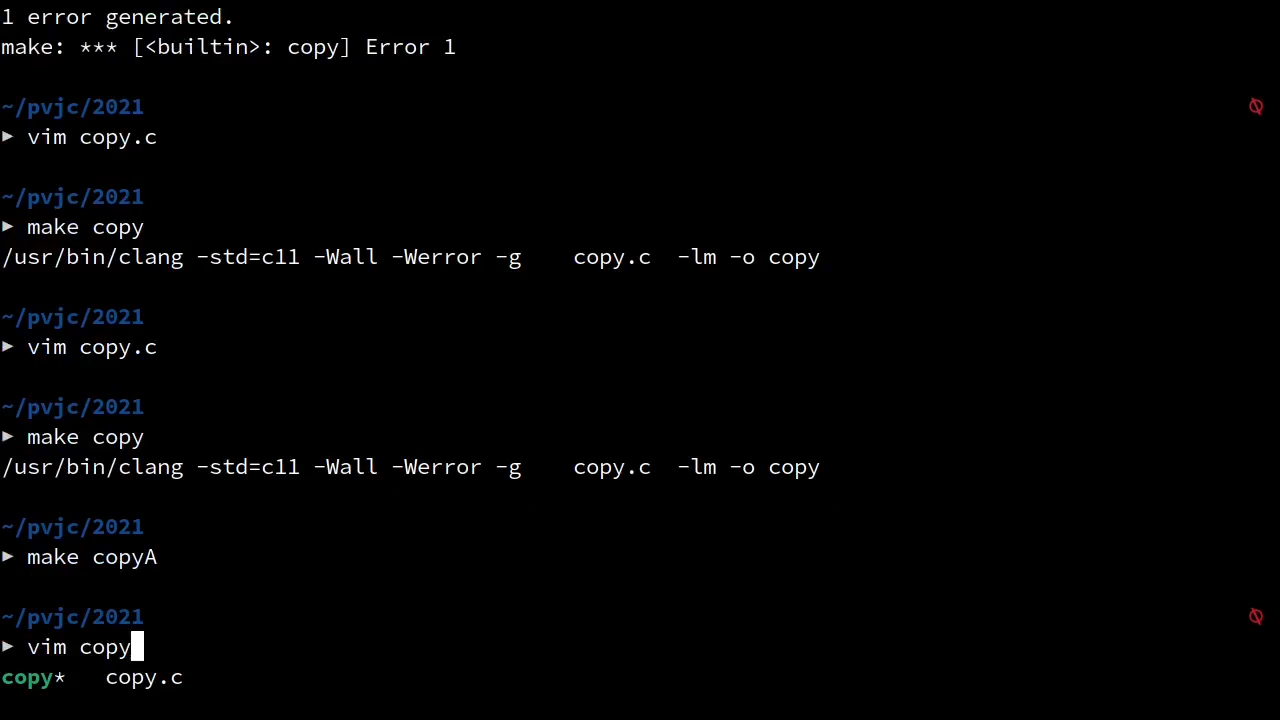 1 error generated.
make: *** [<builtin>: copy] Error 1
~/pvjc/2021
▶ vim copy.c
~/pvjc/2021
▶ make copy
/usr/bin/clang -std=c11 -Wall -Werror -g    copy.c  -lm -o copy
~/pvjc/2021
▶ vim copy.c
~/pvjc/2021
▶ make copy
/usr/bin/clang -std=c11 -Wall -Werror -g    copy.c  -lm -o copy
~/pvjc/2021
▶ make copyA
~/pvjc/2021
▶ vim copy
copy*   copy.c